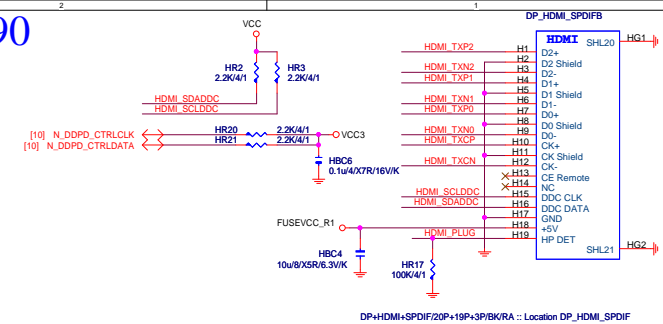 2
1
90
VCC
DP_HDMI_SPDIFB
HR2
2.2K/4/1
HR3
2.2K/4/1
HDMI_SDADDC
HDMI_SCLDDC
[10] N_DDPD_CTRLCLK
HR20
2.2K/4/1
VCC3
[10] N_DDPD_CTRLDATA
HR21
2.2K/4/1
HBC6
0.1u/4/X7R/16V/K
FUSEVCC_R1
HBC4
10u/8/X5R/6.3V/K
HR17
100K/4/1
HDMI
SHL20
HG1
HDMI_TXP2
H1
D2+
H2
D2 Shield
HDMI_TXN2
H3
D2-
HDMI_TXP1
H4
D1+
H5
D1 Shield
HDMI_TXN1
H6
D1-
HDMI_TXP0
H7
D0+
H8
D0 Shield
HDMI_TXN0
H9
D0-
HDMI_TXCP
H10
CK+
H11
CK Shield
HDMI_TXCN
H12
CK-
H13
CE Remote
H14
NC
HDMI_SCLDDC
H15
DDC CLK
HDMI_SDADDC
H16
DDC DATA
H17
GND
H18
+5V
HDMI_PLUG
H19
HP DET
SHL21
HG2
DP+HDMI+SPDIF/20P+19P+3P/BK/RA :: Location DP_HDMI_SPDIF